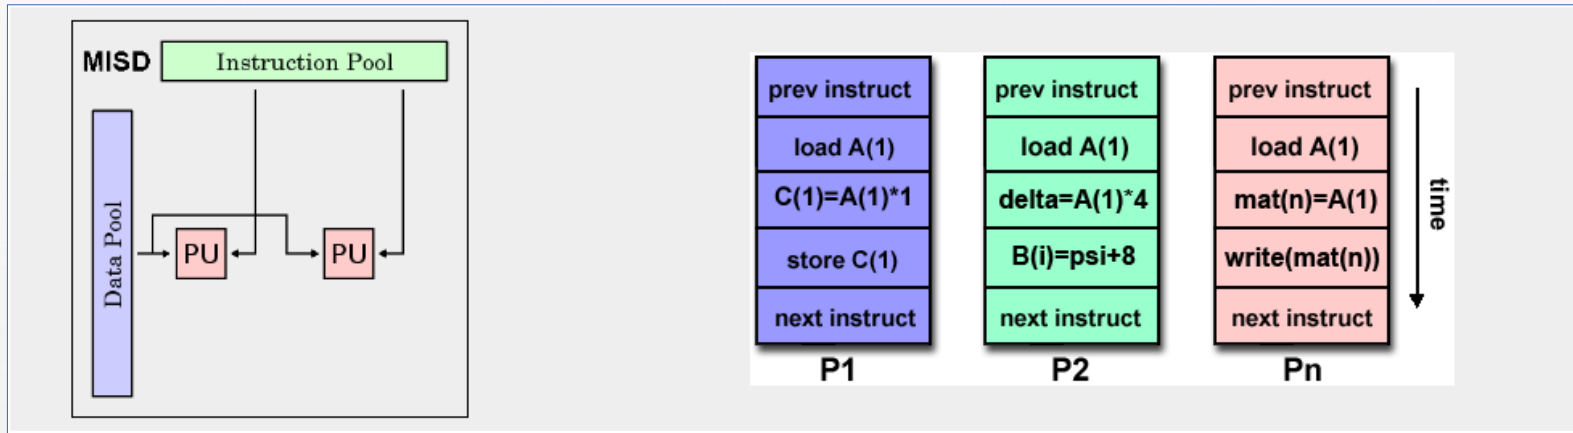 MISD
Instruction Pool
Data Pool
PU
PU
prev instruct
load A(1)
C(1)=A(1)*1
store C(1)
next instruct
P1
prev instruct
load A(1)
delta=A(1)*4
B(i)=psi+8
next instruct
P2
prev instruct
load A(1)
mat(n)=A(1)
write(mat(n))
next instruct
Pn
time